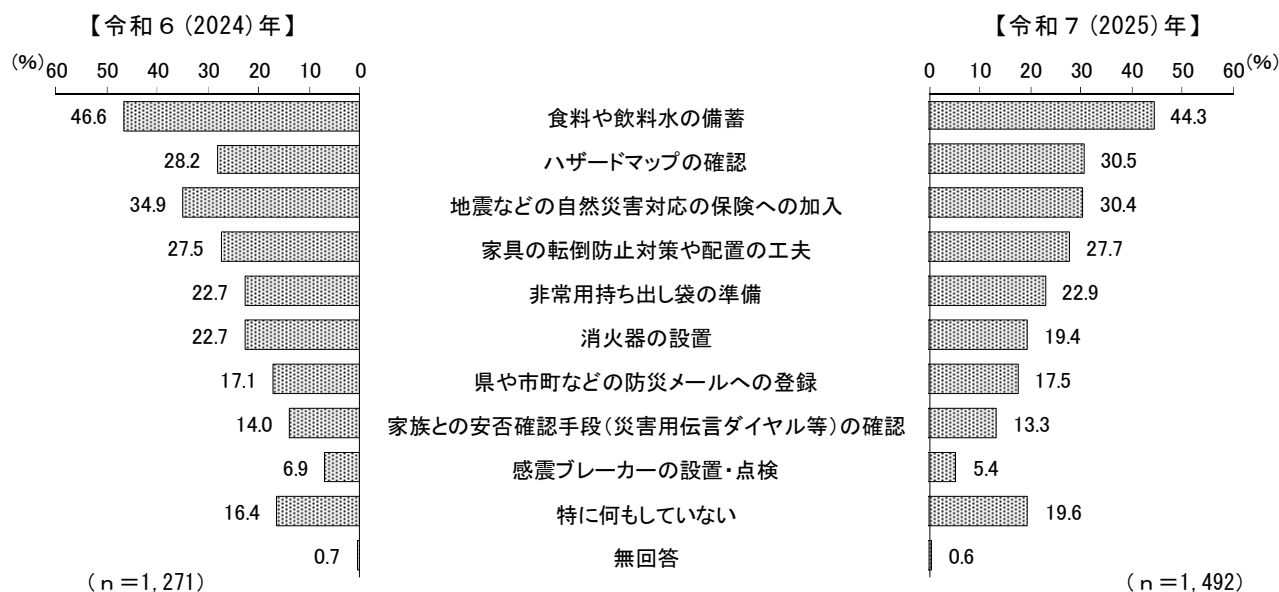 【令和６(2024)年】 【令和７(2025)年】
(%) 60 50 40 30 20 10 0 0 10 20 30 40 50 60 (%)
46.6 食料や飲料水の備蓄 44.3
28.2 ハザードマップの確認 30.5
34.9 地震などの自然災害対応の保険への加入 30.4
27.5 家具の転倒防止対策や配置の工夫 27.7
22.7 非常用持ち出し袋の準備 22.9
22.7 消火器の設置 19.4
17.1 県や市町などの防災メールへの登録 17.5
14.0 家族との安否確認手段（災害用伝言ダイヤル等）の確認 13.3
6.9 感震ブレーカーの設置・点検 5.4
16.4 特に何もしていない 19.6
0.7 無回答 0.6
（ｎ＝1,271） （ｎ＝1,492）